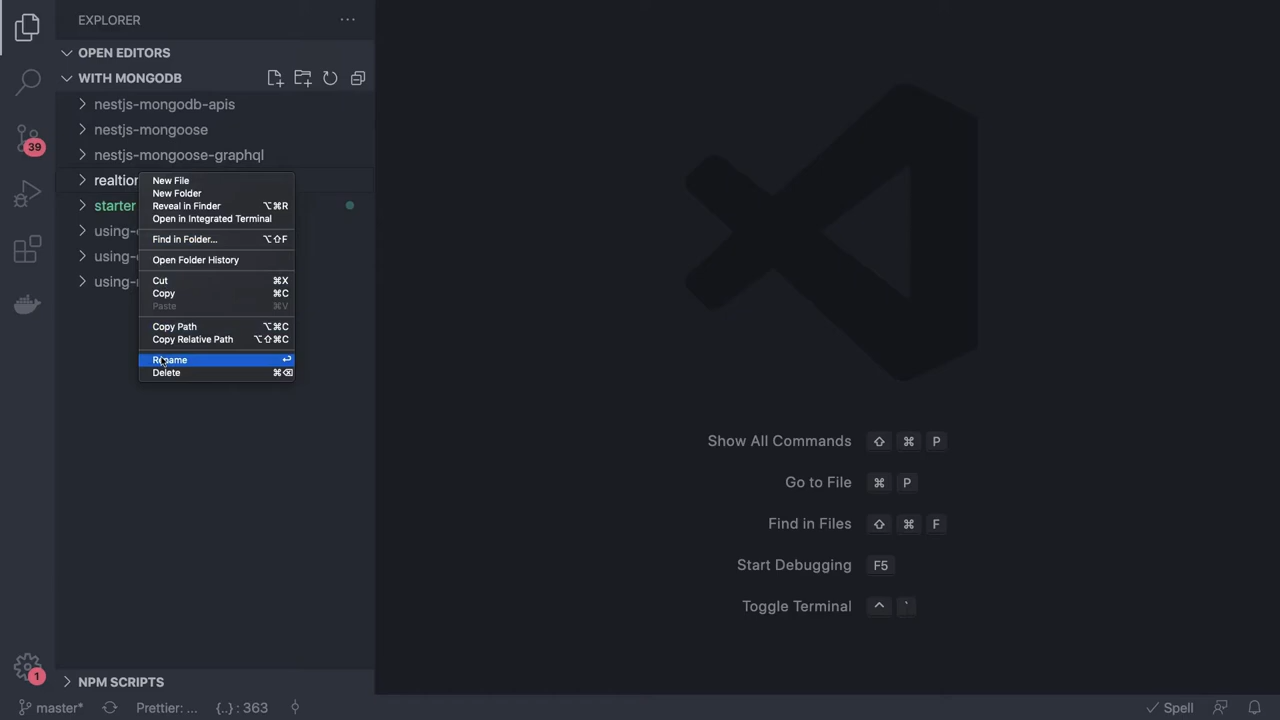 EXPLORER
OPEN EDITORS
WITH MONGODB
nestjs-mongodb-apis
nestjs-mongoose
nestjs-mongoose-graphql
realtion
starter
using-
using-
using-
New File
New Folder
Reveal in Finder ⌥⌘R
Open in Integrated Terminal
Find in Folder... ⌥⇧F
Open Folder History
Cut ⌘X
Copy ⌘C
Paste ⌘V
Copy Path ⌥⌘C
Copy Relative Path ⌥⇧⌘C
Rename ↩
Delete ⌘⌫
39
Show All Commands ⇧ ⌘ P
Go to File ⌘ P
Find in Files ⇧ ⌘ F
Start Debugging F5
Toggle Terminal ^ `
1
NPM SCRIPTS
master* Prettier: ... {..} : 363 Spell